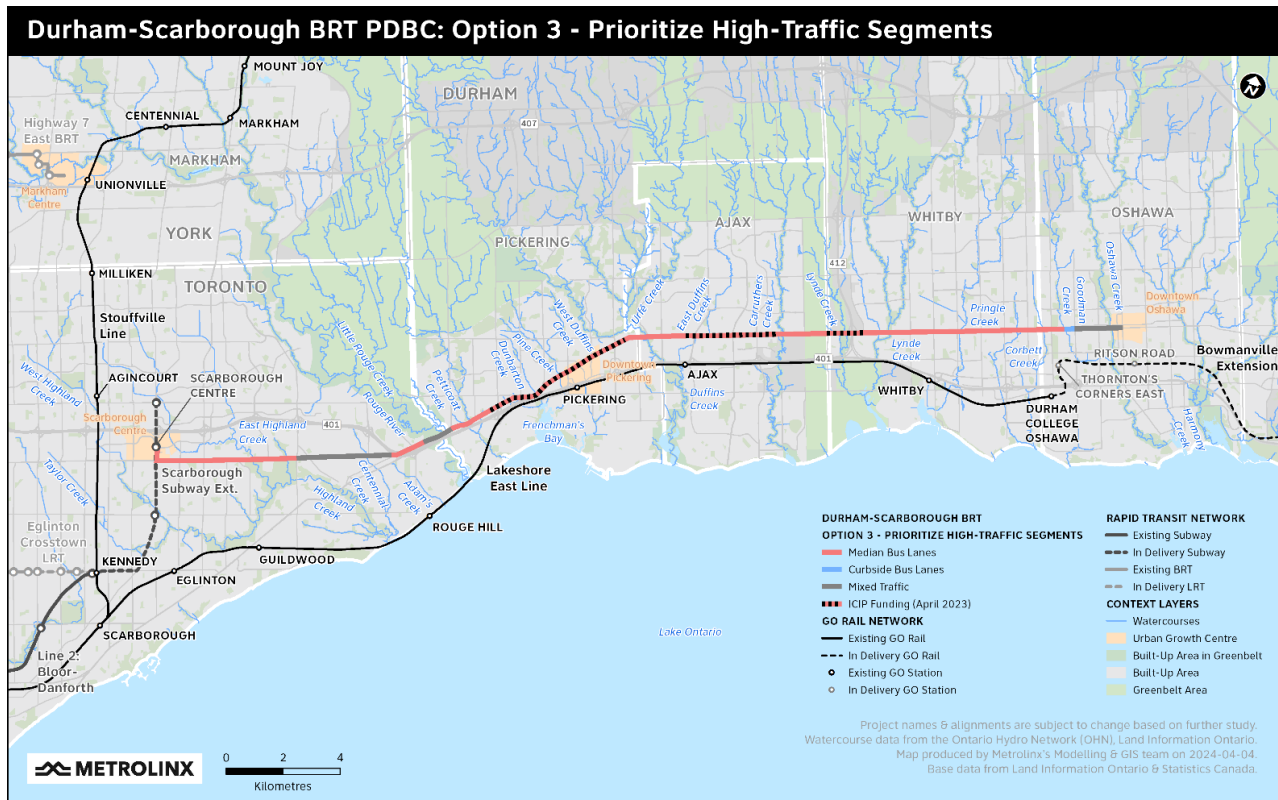 Durham-Scarborough BRT PDBC: Option 3 - Prioritize High-Traffic Segments
MOUNT JOY
DURHAM
CENTENNIAL
MARKHAM
407
Highway 7
East BRT
MARKHAM
UNIONVILLE
Markham
Centre
WHITBY
OSHAWA
AJAX
YORK
PICKERING
412
MILLIKEN
TORONTO
Stouffville
Line
Little Rouge Creek
Rouge River
Petticoat
Creek
Dunbarton
Creek
Pine Creek
West Duffins
Creek
Urfe Creek
East Duffins
Creek
Carruthers
Creek
Lynde Creek
Pringle
Creek
Goodman
Creek
Oshawa Creek
Downtown
Oshawa
Lynde
Creek
Corbett
Creek
RITSON ROAD
Bowmanville
Extension
401
Downtown
Pickering
AJAX
PICKERING
WHITBY
THORNTON'S
CORNERS EAST
DURHAM
COLLEGE
OSHAWA
Duffins
Creek
Harmony
Creek
Frenchman's
Bay
West Highland
Creek
AGINCOURT
SCARBOROUGH
CENTRE
Scarborough
Centre
East Highland
Creek
401
Scarborough
Subway Ext.
Taylor Creek
Highland
Creek
Centennial
Creek
Adam's
Creek
Lakeshore
East Line
ROUGE HILL
Eglinton
Crosstown
LRT
KENNEDY
GUILDWOOD
EGLINTON
SCARBOROUGH
Line 2:
Bloor-
Danforth
Lake Ontario
DURHAM-SCARBOROUGH BRT
OPTION 3 - PRIORITIZE HIGH-TRAFFIC SEGMENTS
Median Bus Lanes
Curbside Bus Lanes
Mixed Traffic
ICIP Funding (April 2023)
GO RAIL NETWORK
Existing GO Rail
In Delivery GO Rail
Existing GO Station
In Delivery GO Station
RAPID TRANSIT NETWORK
Existing Subway
In Delivery Subway
Existing BRT
In Delivery LRT
CONTEXT LAYERS
Watercourses
Urban Growth Centre
Built-Up Area in Greenbelt
Built-Up Area
Greenbelt Area
Project names & alignments are subject to change based on further study.
Watercourse data from the Ontario Hydro Network (OHN), Land Information Ontario.
Map produced by Metrolinx's Modelling & GIS team on 2024-04-04.
Base data from Land Information Ontario & Statistics Canada.
METROLINX
0 2 4
Kilometres
N